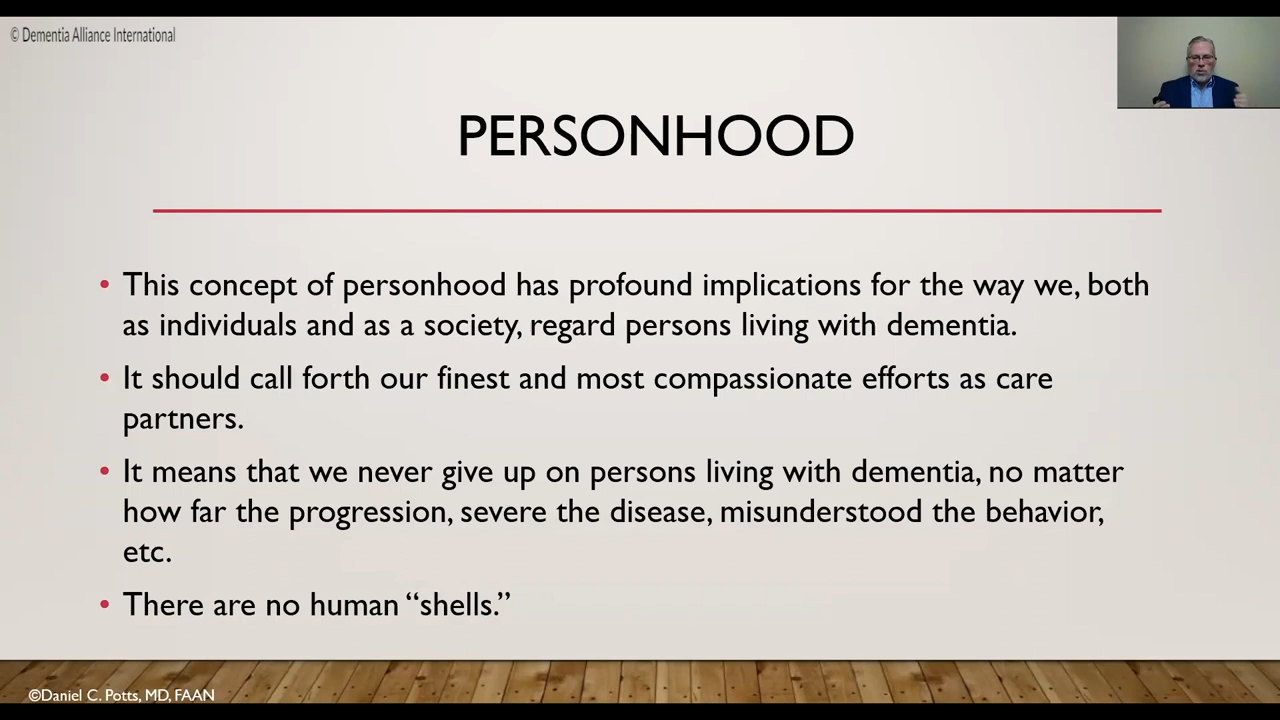 © Dementia Alliance International
PERSONHOOD
• This concept of personhood has profound implications for the way we, both
as individuals and as a society, regard persons living with dementia.
• It should call forth our finest and most compassionate efforts as care
partners.
• It means that we never give up on persons living with dementia, no matter
how far the progression, severe the disease, misunderstood the behavior,
etc.
• There are no human “shells.”
©Daniel C. Potts, MD, FAAN